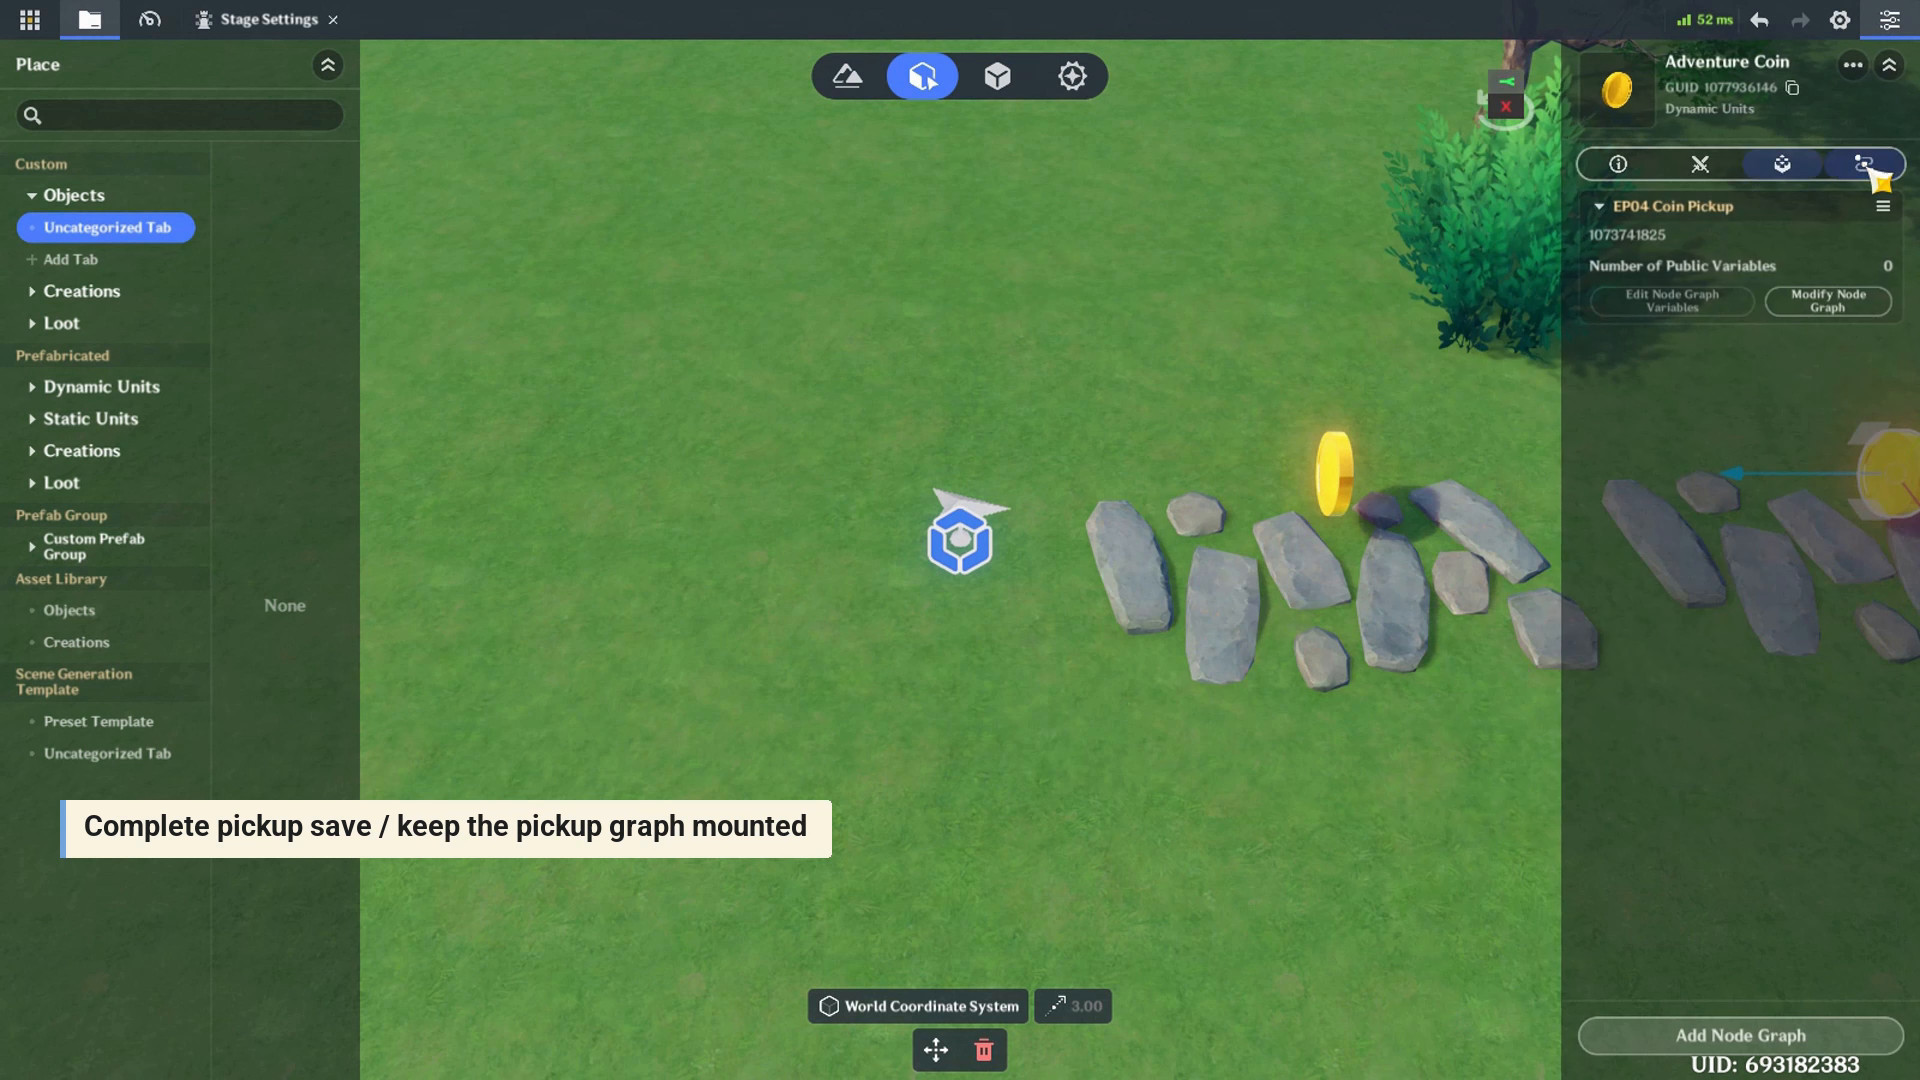 Stage Settings
52 ms
Place
Custom
Objects
Uncategorized Tab
Add Tab
Creations
Loot
Prefabricated
Dynamic Units
Static Units
Creations
Loot
Prefab Group
Custom Prefab
Group
Asset Library
Objects
Creations
Scene Generation
Template
Preset Template
Uncategorized Tab
None
Complete pickup save / keep the pickup graph mounted
World Coordinate System
3.00
Adventure Coin
GUID 1077936146
Dynamic Units
EP04 Coin Pickup
1073741825
Number of Public Variables 0
Edit Node Graph
Variables
Modify Node
Graph
Add Node Graph
UID: 693182383